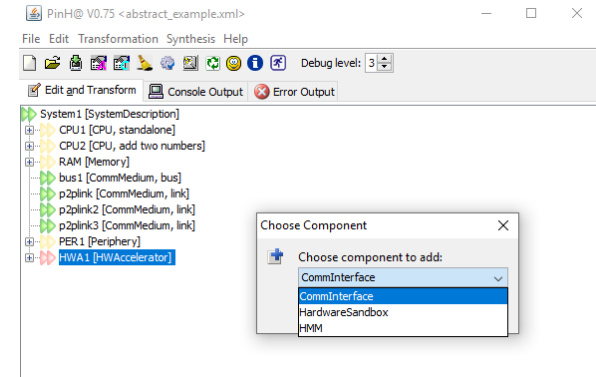 PinH@ V0.75 <abstract_example.xml>
File Edit Transformation Synthesis Help
Debug level: 3
Edit and Transform Console Output Error Output
System1 [SystemDescription]
CPU1 [CPU, standalone]
CPU2 [CPU, add two numbers]
RAM [Memory]
bus1 [CommMedium, bus]
p2plink [CommMedium, link]
p2plink2 [CommMedium, link]
p2plink3 [CommMedium, link]
PER1 [Periphery]
HWA1 [HWAccelerator]
Choose Component
Choose component to add:
CommInterface
CommInterface
HardwareSandbox
HMM